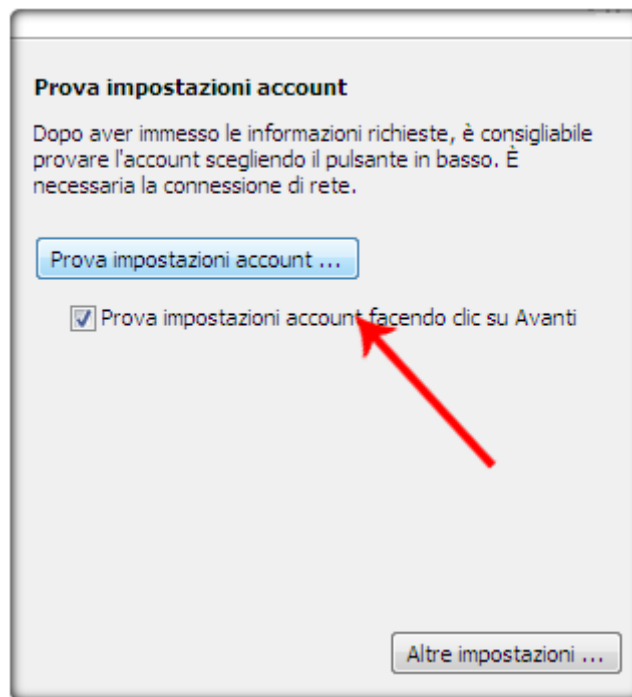 Prova impostazioni account
Dopo aver immesso le informazioni richieste, è consigliabile
provare l'account scegliendo il pulsante in basso. È
necessaria la connessione di rete.
Prova impostazioni account ...
Prova impostazioni account facendo clic su Avanti
Altre impostazioni ...